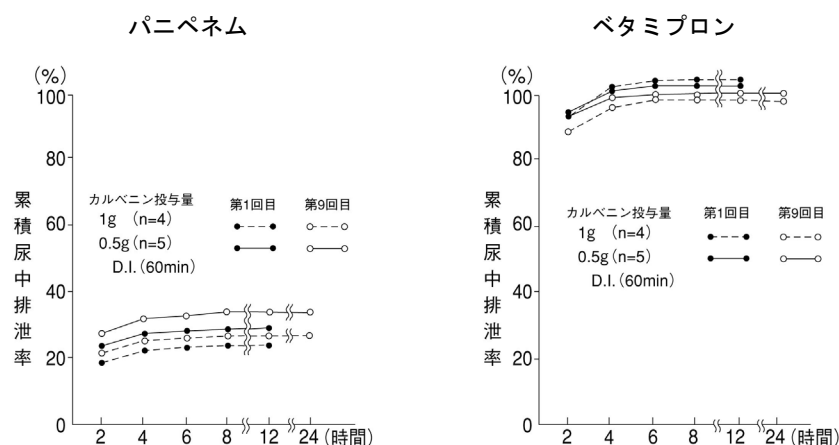 パニペネム
(%)
100
80
60
40
20
0
累積尿中排泄率
カルベニン投与量 第1回目 第9回目
1g (n=4)
0.5g(n=5)
D.I.(60min)
2 4 6 8 12 24 (時間)
ベタミプロン
(%)
100
80
60
40
20
0
累積尿中排泄率
カルベニン投与量 第1回目 第9回目
1g (n=4)
0.5g(n=5)
D.I.(60min)
2 4 6 8 12 24 (時間)